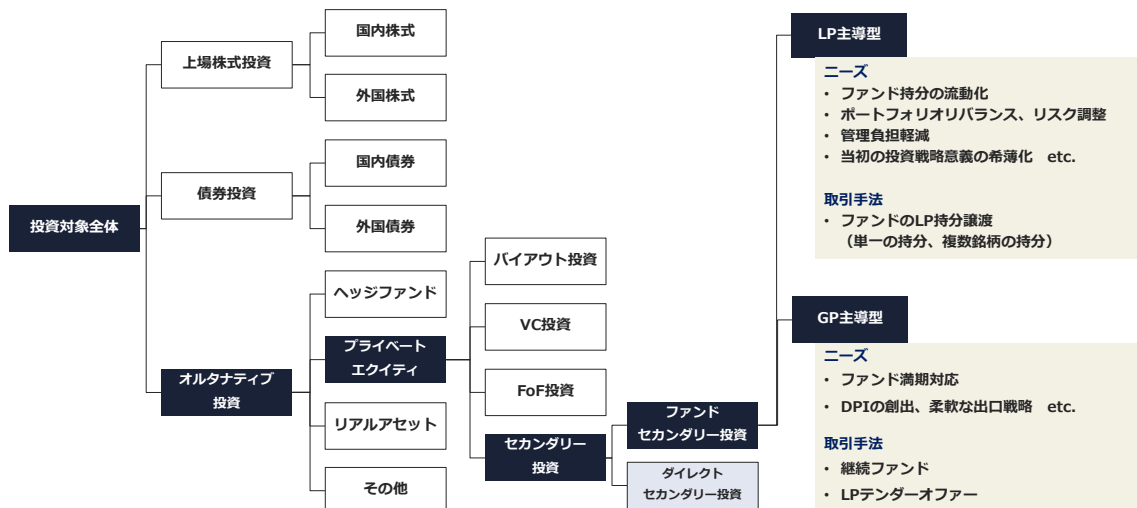 投資対象全体
上場株式投資
国内株式
外国株式
債券投資
国内債券
外国債券
オルタナティブ
投資
ヘッジファンド
プライベート
エクイティ
リアルアセット
その他
バイアウト投資
VC投資
FoF投資
セカンダリー
投資
ファンド
セカンダリー投資
ダイレクト
セカンダリー投資
LP主導型
ニーズ
• ファンド持分の流動化
• ポートフォリオリバランス、リスク調整
• 管理負担軽減
• 当初の投資戦略意義の希薄化 etc.
取引手法
• ファンドのLP持分譲渡
（単一の持分、複数銘柄の持分）
GP主導型
ニーズ
• ファンド満期対応
• DPIの創出、柔軟な出口戦略 etc.
取引手法
• 継続ファンド
• LPテンダーオファー